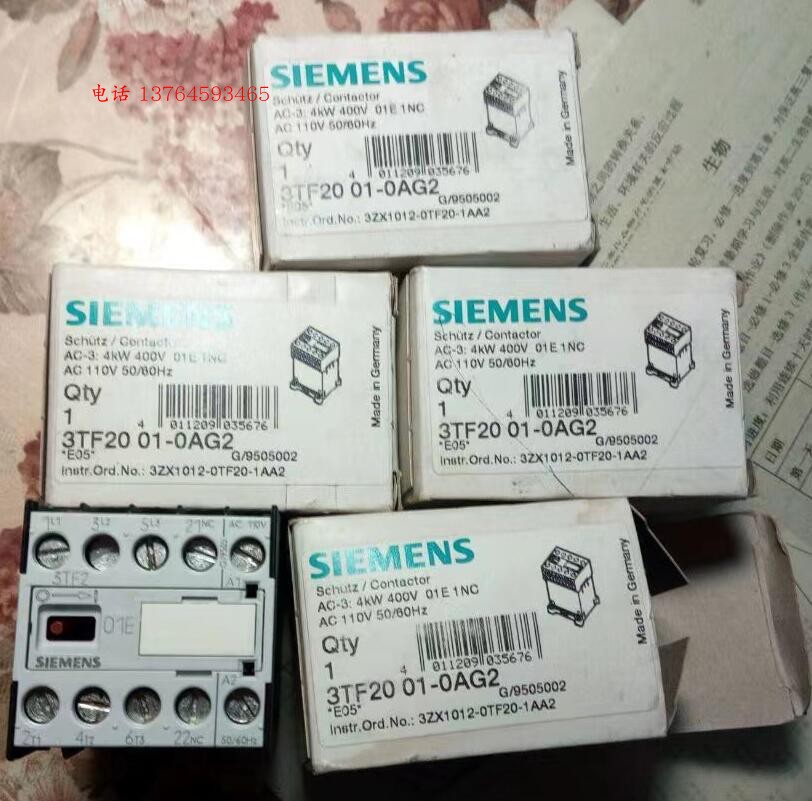 电话 13764593465
SIEMENS
Schütz / Contactor
AC-3: 4kW 400V 01E 1NC
AC 110V 50/60Hz
Qty
1
4 011209 035676
3TF20 01-0AG2
*E05*
G/9505002
Instr.Ord.No.: 3ZX1012-0TF20-1AA2
Made in Germany
生物
SIEMENS
Schütz / Contactor
AC-3: 4kW 400V 01E 1NC
AC 110V 50/60Hz
Qty
1
4 011209 035676
3TF20 01-0AG2
*E05*
G/9505002
Instr.Ord.No.: 3ZX1012-0TF20-1AA2
Made in Germany
SIEMENS
Schütz / Contactor
AC-3: 4kW 400V 01E 1NC
AC 110V 50/60Hz
Qty
1
4 011209 035676
3TF20 01-0AG2
*E05*
G/9505002
Instr.Ord.No.: 3ZX1012-0TF20-1AA2
Made in Germany
日期
1L1 3L2 5L3 21NC AC 110V
3TF2
A1
01E
SIEMENS
A2
2T1 4T2 6T3 22NC 50/60Hz
SIEMENS
Schütz / Contactor
AC-3: 4kW 400V 01E 1NC
AC 110V 50/60Hz
Qty
1
4 011209 035676
3TF20 01-0AG2
*E05*
G/9505002
Instr.Ord.No.: 3ZX1012-0TF20-1AA2
Made in Germany